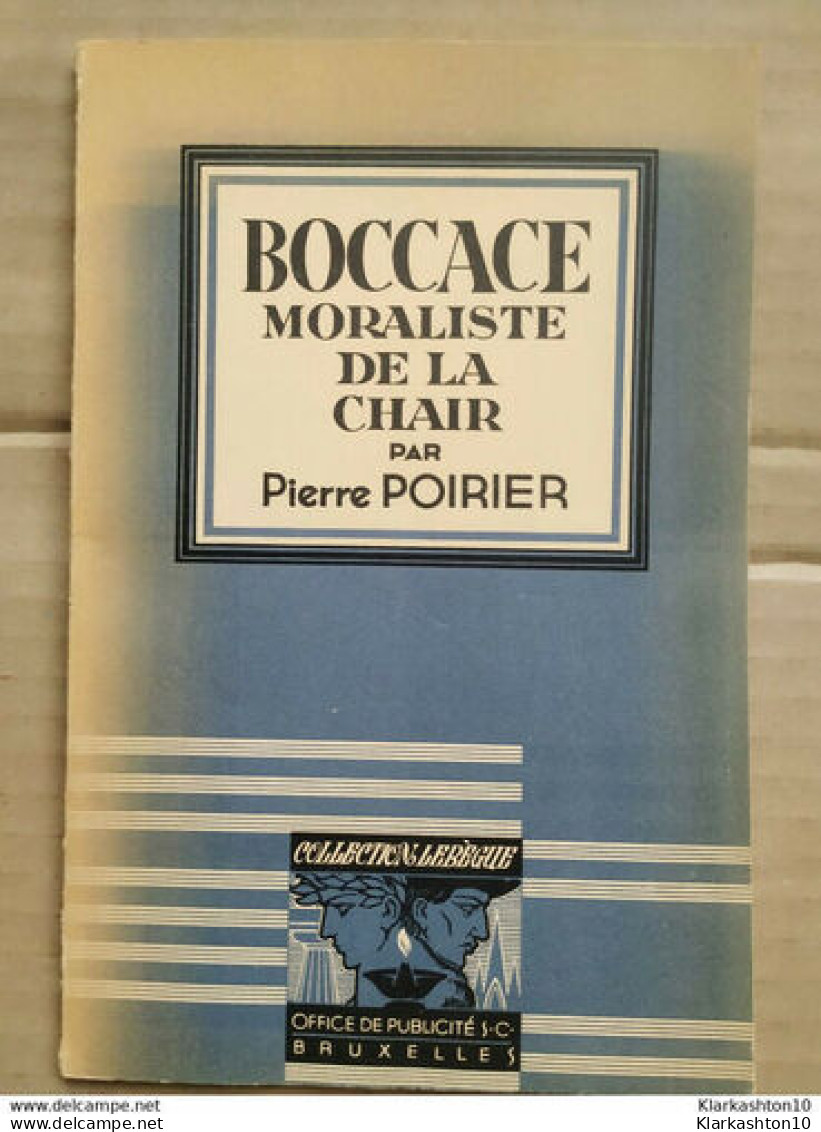 BOCCACE
MORALISTE
DE LA
CHAIR
PAR
Pierre POIRIER
COLLECTION LEBÈGUE
OFFICE DE PUBLICITÉ S.C.
BRUXELLES
www.delcampe.net
Klarkashton10
www.delcampe.net
Klarkashton10